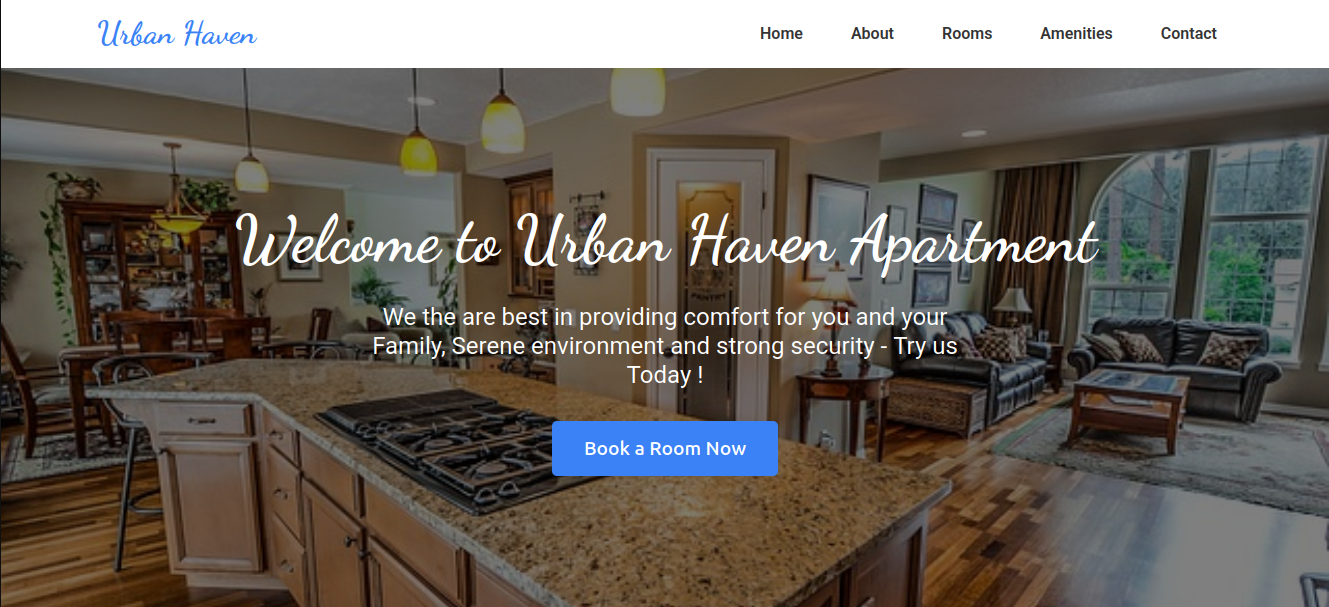 Urban Haven
Home About Rooms Amenities Contact
Welcome to Urban Haven Apartment
PANTRY
We the are best in providing comfort for you and your
Family, Serene environment and strong security - Try us
Today !
Book a Room Now